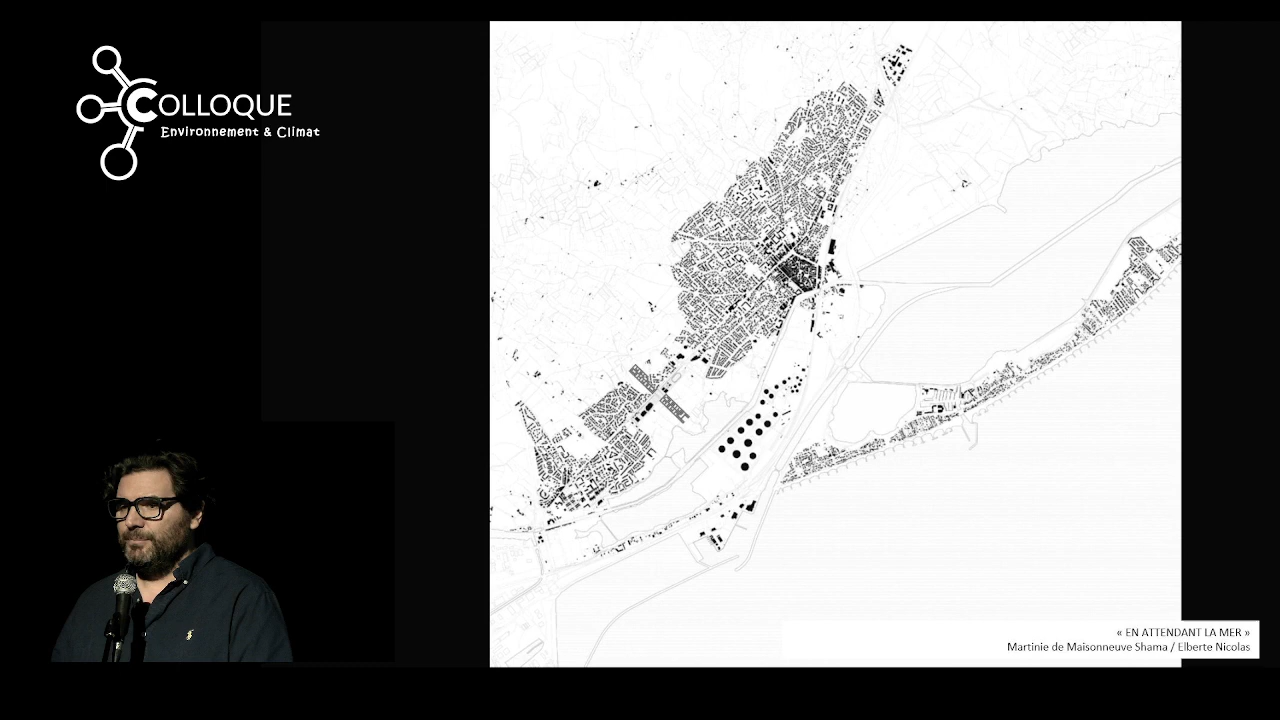 COLLOQUE
Environnement & Climat
« EN ATTENDANT LA MER »
Martinie de Maisonneuve Shama / Elberte Nicolas